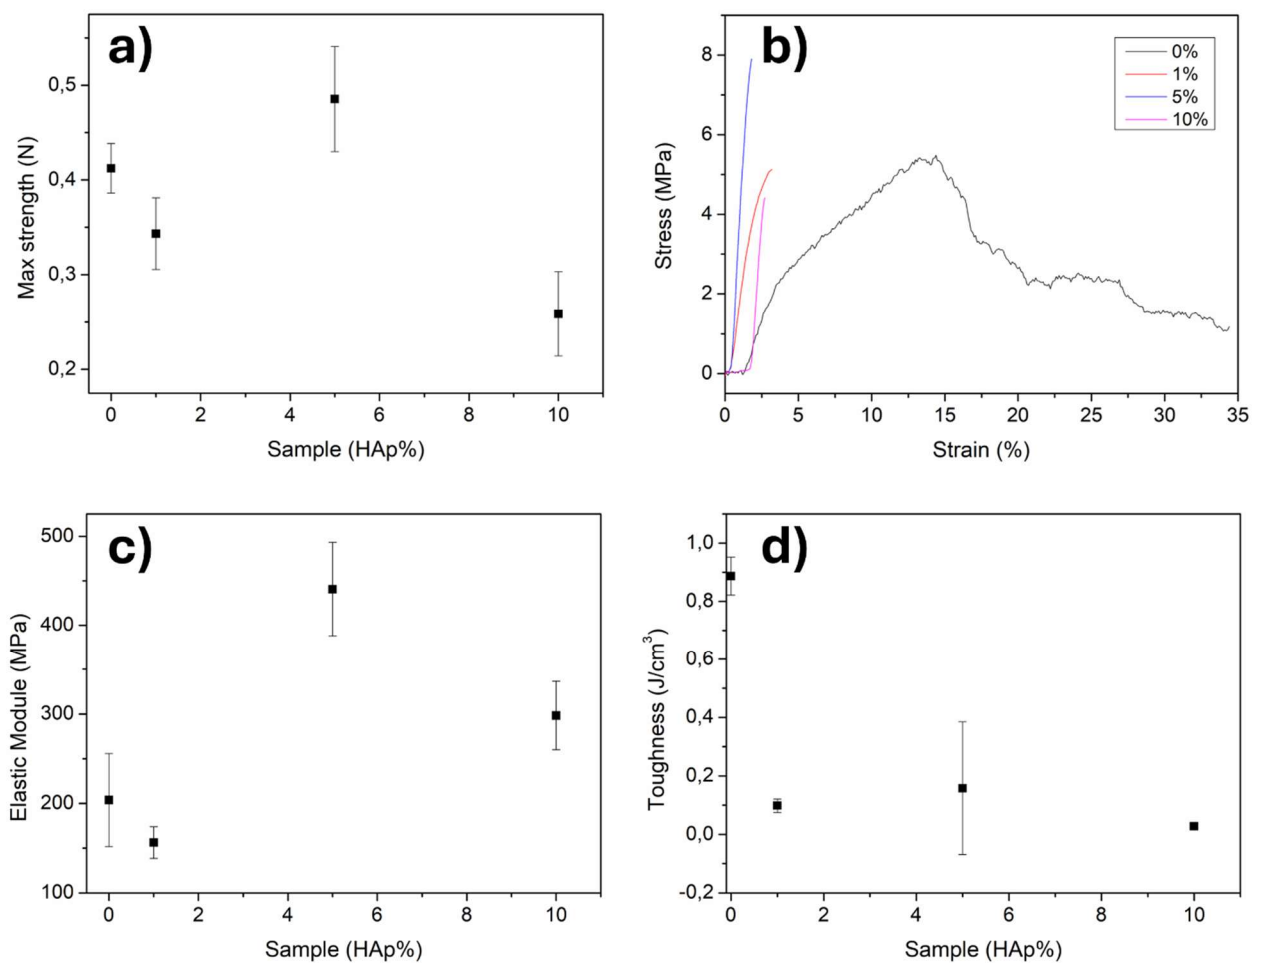 a)
0,5
0,4
0,3
0,2
Max strength (N)
0 2 4 6 8 10
Sample (HAp%)
b)
0%
1%
5%
10%
8
6
4
2
0
Stress (MPa)
0 5 10 15 20 25 30 35
Strain (%)
c)
500
400
300
200
100
Elastic Module (MPa)
0 2 4 6 8 10
Sample (HAp%)
d)
1,0
0,8
0,6
0,4
0,2
0,0
-0,2
Toughness (J/cm³)
0 2 4 6 8 10
Sample (HAp%)